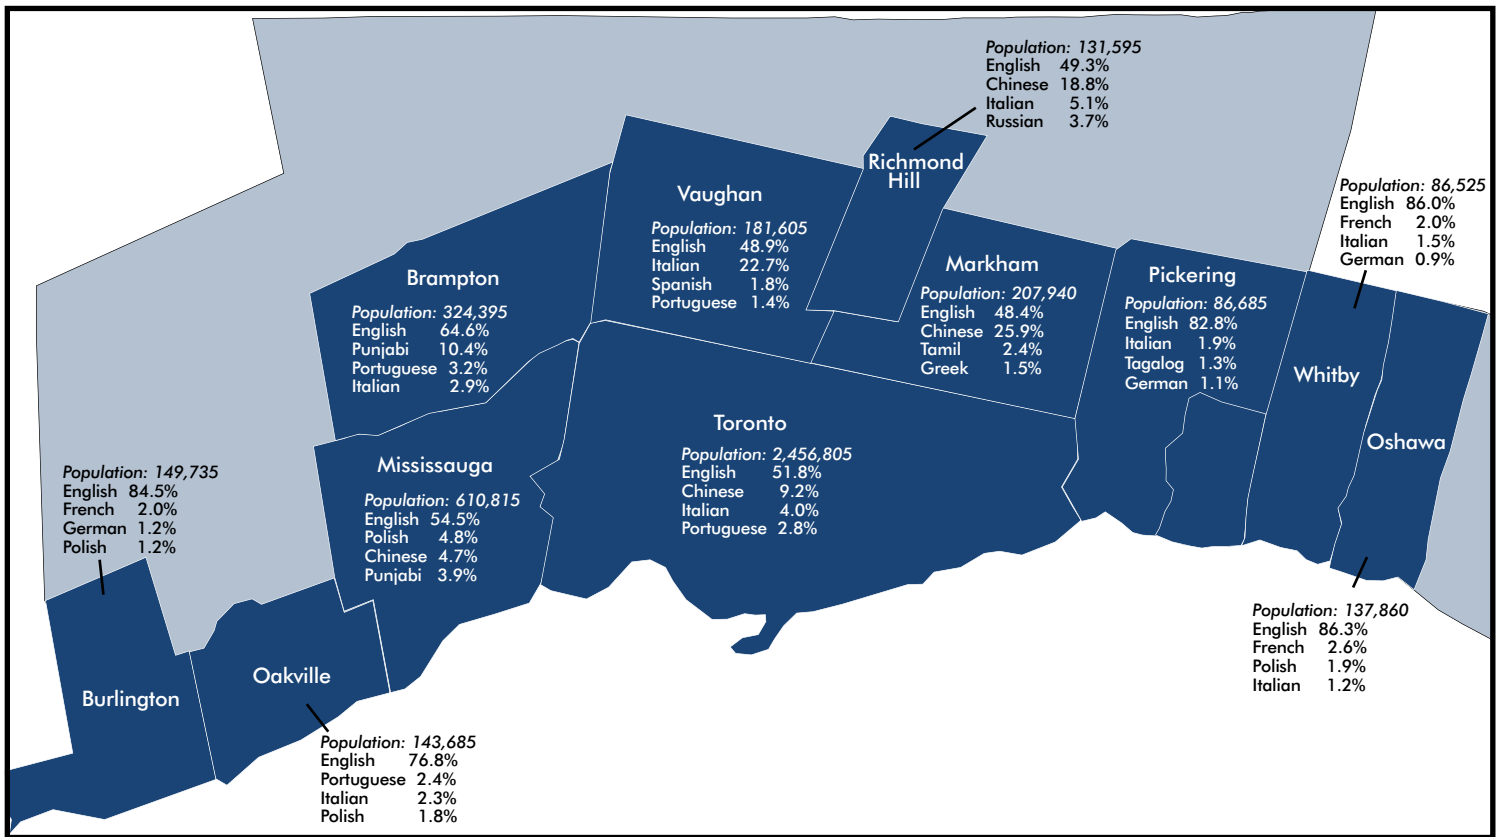 Population: 131,595
English 49.3%
Chinese 18.8%
Italian 5.1%
Russian 3.7%
Richmond
Hill
Vaughan
Population: 181,605
English 48.9%
Italian 22.7%
Spanish 1.8%
Portuguese 1.4%
Population: 86,525
English 86.0%
French 2.0%
Italian 1.5%
German 0.9%
Brampton
Population: 324,395
English 64.6%
Punjabi 10.4%
Portuguese 3.2%
Italian 2.9%
Markham
Population: 207,940
English 48.4%
Chinese 25.9%
Tamil 2.4%
Greek 1.5%
Pickering
Population: 86,685
English 82.8%
Italian 1.9%
Tagalog 1.3%
German 1.1%
Whitby
Oshawa
Toronto
Population: 2,456,805
English 51.8%
Chinese 9.2%
Italian 4.0%
Portuguese 2.8%
Mississauga
Population: 610,815
English 54.5%
Polish 4.8%
Chinese 4.7%
Punjabi 3.9%
Population: 149,735
English 84.5%
French 2.0%
German 1.2%
Polish 1.2%
Burlington
Oakville
Population: 137,860
English 86.3%
French 2.6%
Polish 1.9%
Italian 1.2%
Population: 143,685
English 76.8%
Portuguese 2.4%
Italian 2.3%
Polish 1.8%